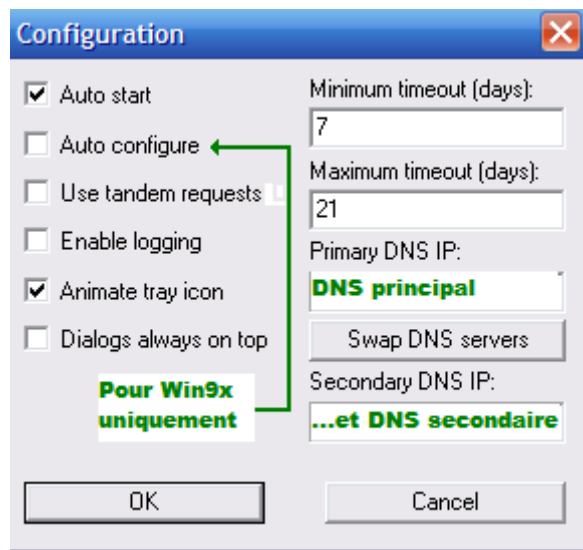 Configuration
Auto start
Auto configure
Use tandem requests
Enable logging
Animate tray icon
Dialogs always on top
Pour Win9x
uniquement
Minimum timeout (days):
7
Maximum timeout (days):
21
Primary DNS IP:
DNS principal
Swap DNS servers
Secondary DNS IP:
...et DNS secondaire
OK
Cancel